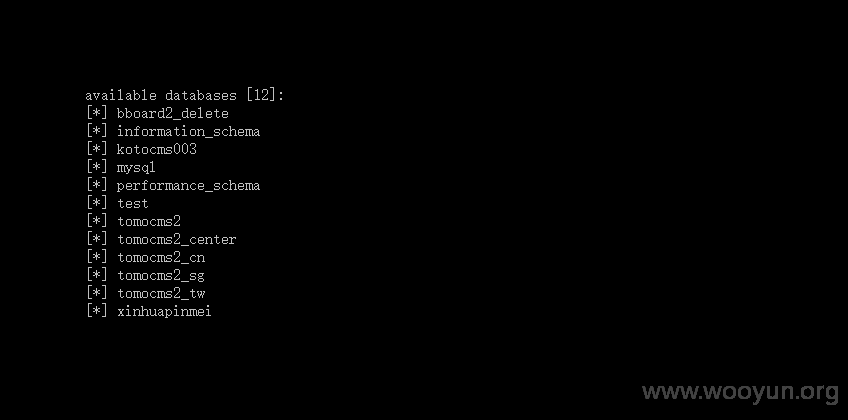 available databases [12]:
[*] bboard2_delete
[*] information_schema
[*] kotocms003
[*] mysql
[*] performance_schema
[*] test
[*] tomocms2
[*] tomocms2_center
[*] tomocms2_cn
[*] tomocms2_sg
[*] tomocms2_tw
[*] xinhuapinmei
www.wooyun.org